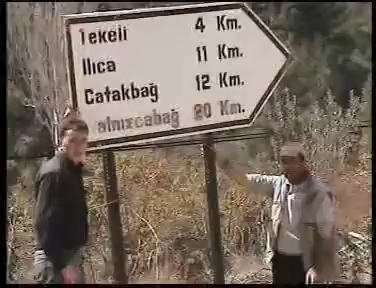 Tekeli 4 Km.
Ilıca 11 Km.
Catakbağ 12 Km.
alnızcabağ 20 Km.